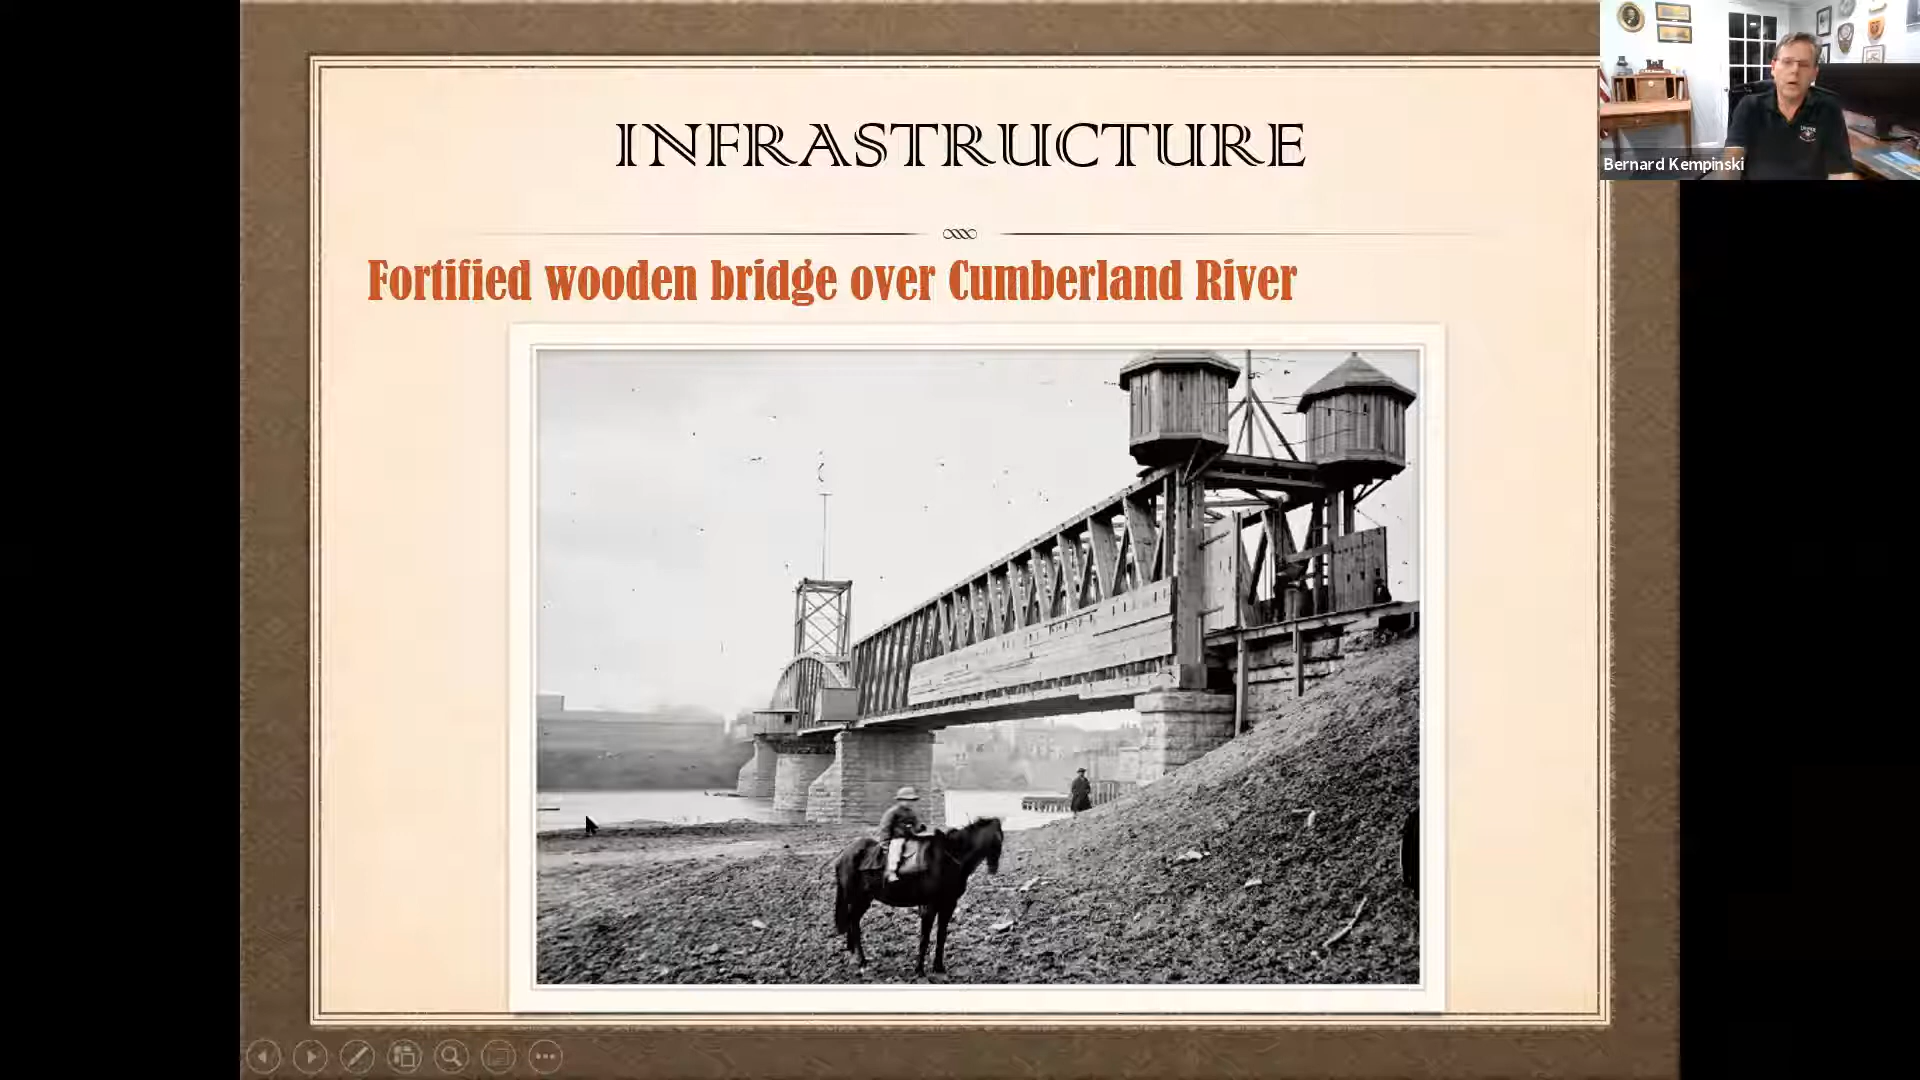 INFRASTRUCTURE
Fortified wooden bridge over Cumberland River
Bernard Kempinski